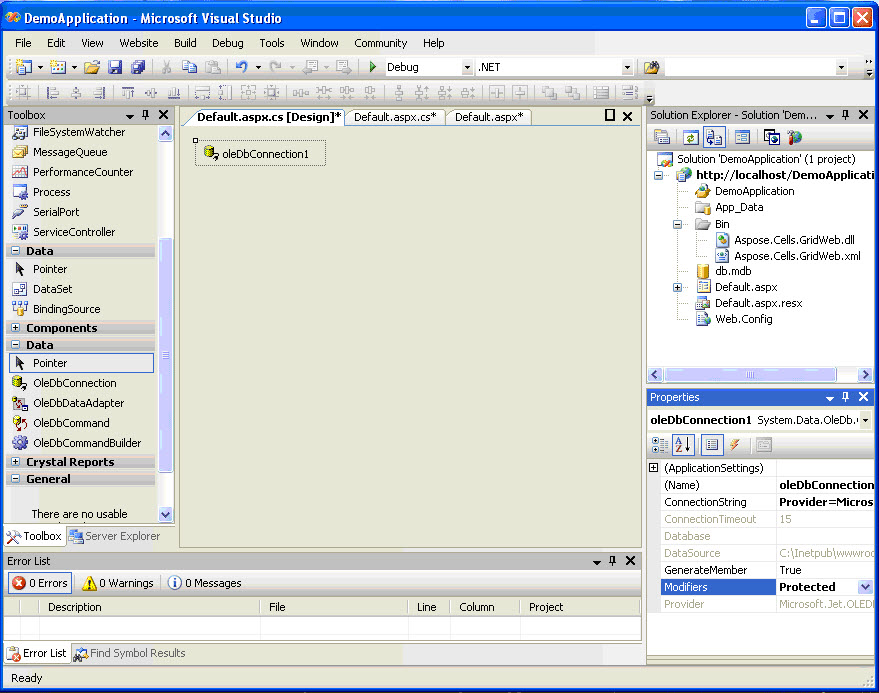 DemoApplication - Microsoft Visual Studio
File Edit View Website Build Debug Tools Window Community Help
Debug .NET
Toolbox
FileSystemWatcher
MessageQueue
PerformanceCounter
Process
SerialPort
ServiceController
Data
Pointer
DataSet
BindingSource
Components
Data
Pointer
OleDbConnection
OleDbDataAdapter
OleDbCommand
OleDbCommandBuilder
Crystal Reports
General
There are no usable
Toolbox Server Explorer
Default.aspx.cs [Design]* Default.aspx.cs* Default.aspx*
oleDbConnection1
Solution Explorer - Solution 'Dem...
Solution 'DemoApplication' (1 project)
http://localhost/DemoApplicati
DemoApplication
App_Data
Bin
Aspose.Cells.GridWeb.dll
Aspose.Cells.GridWeb.xml
db.mdb
Default.aspx
Default.aspx.resx
Web.Config
Properties
oleDbConnection1 System.Data.OleDb.
(ApplicationSettings)
(Name) oleDbConnection
ConnectionString Provider=Micros
ConnectionTimeout 15
Database
DataSource C:\Inetpub\wwwroo
GenerateMember True
Modifiers Protected
Provider Microsoft.Jet.OLED
Error List
0 Errors 0 Warnings 0 Messages
Description File Line Column Project
Error List Find Symbol Results
Ready